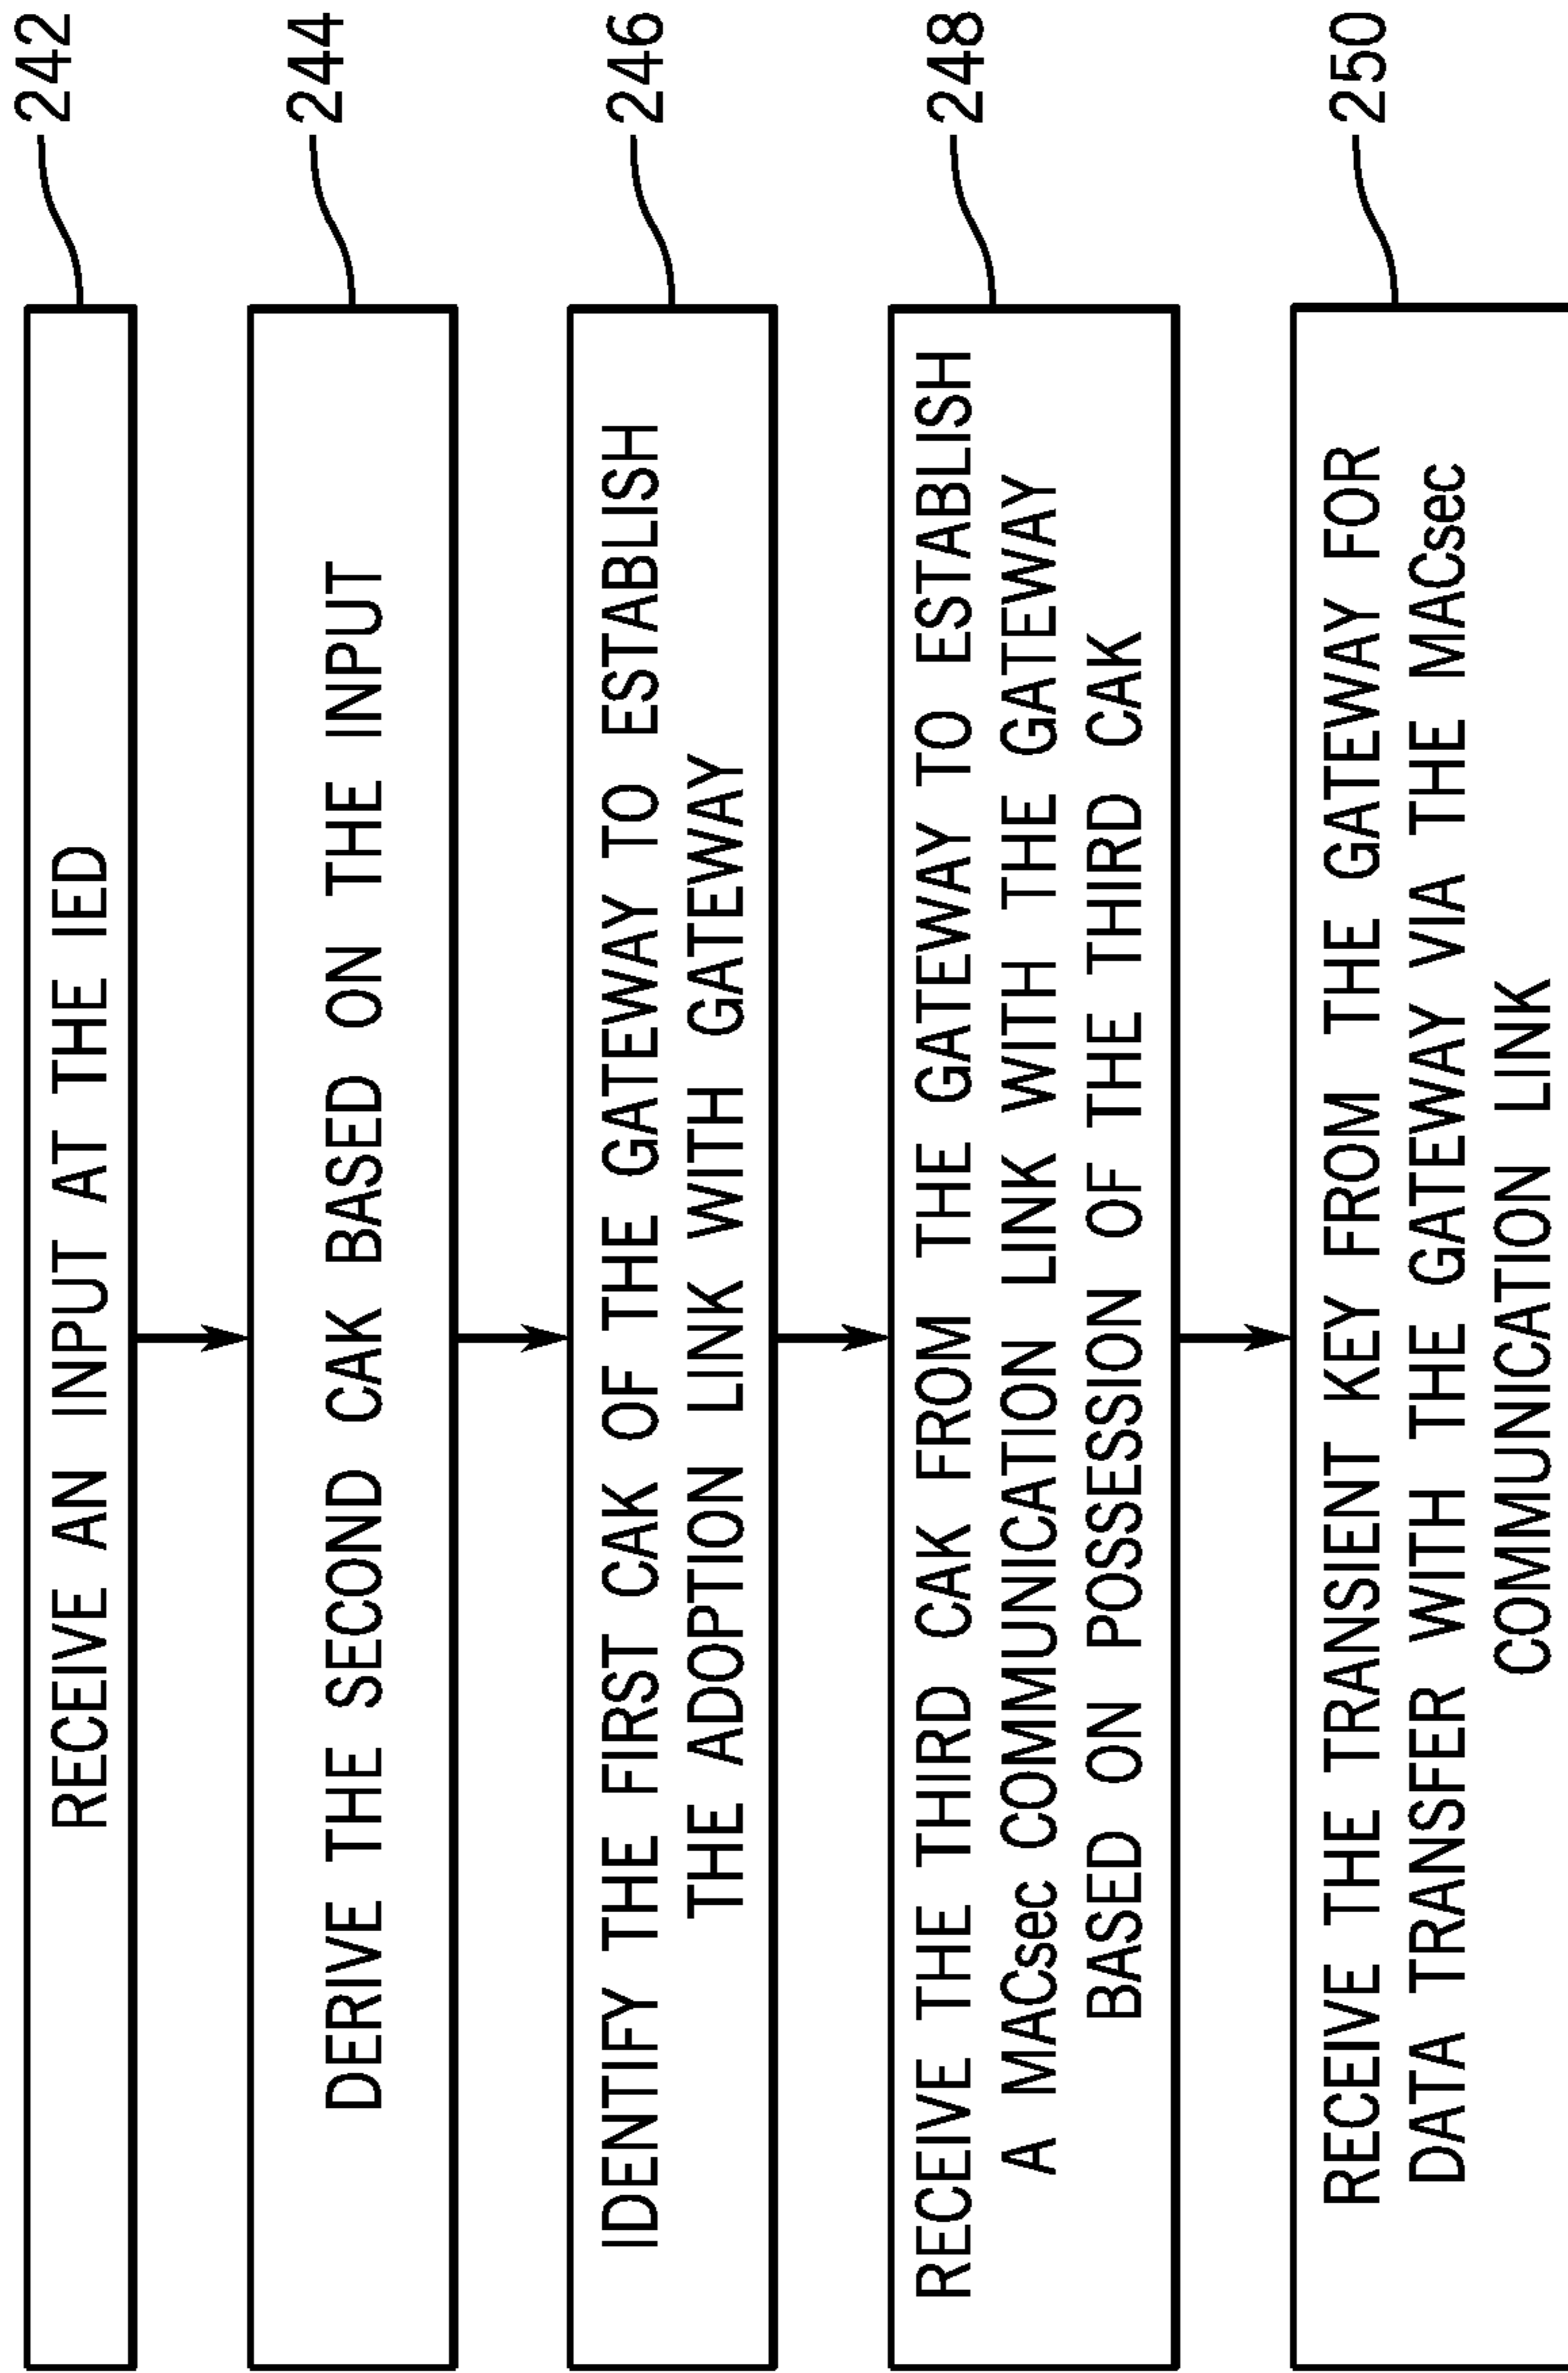 242
RECEIVE AN INPUT AT THE IED
244
DERIVE THE SECOND CAK BASED ON THE INPUT
246
IDENTIFY THE FIRST CAK OF THE GATEWAY TO ESTABLISH
THE ADOPTION LINK WITH GATEWAY
248
RECEIVE THE THIRD CAK FROM THE GATEWAY TO ESTABLISH
A MACsec COMMUNICATION LINK WITH THE GATEWAY
BASED ON POSSESSION OF THE THIRD CAK
250
RECEIVE THE TRANSIENT KEY FROM THE GATEWAY FOR
DATA TRANSFER WITH THE GATEWAY VIA THE MACsec
COMMUNICATION LINK